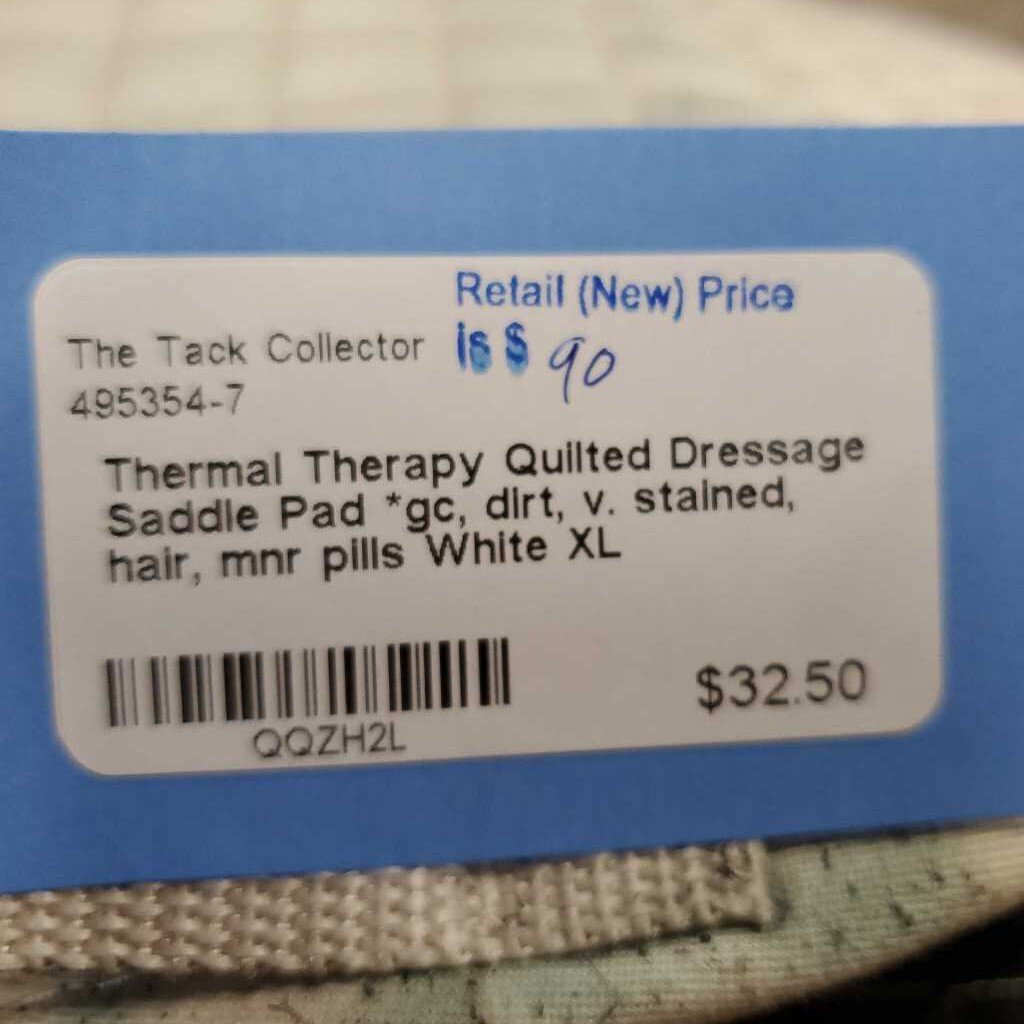 Retail (New) Price
is $ 90
The Tack Collector
495354-7
Thermal Therapy Quilted Dressage
Saddle Pad *gc, dirt, v. stained,
hair, mnr pills White XL
$32.50
QQZH2L